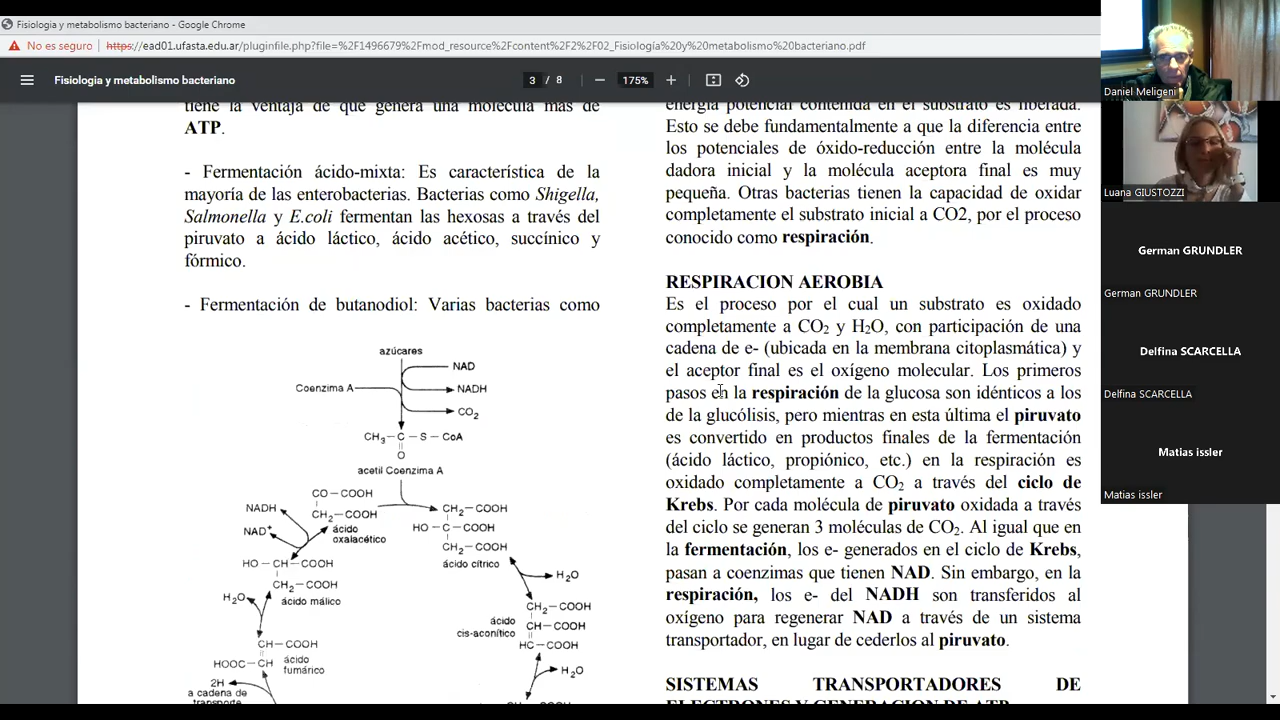 Fisiologia y metabolismo bacteriano - Google Chrome
No es seguro
https://ead01.ufasta.edu.ar/pluginfile.php?file=%2F1496679%2Fmod_resource%2Fcontent%2F2%2F02_Fisiología%20y%20metabolismo%20bacteriano.pdf
Fisiologia y metabolismo bacteriano
3 / 8
175%
tiene la ventaja de que genera una molécula más de
ATP.
- Fermentación ácido-mixta: Es característica de la
mayoría de las enterobacterias. Bacterias como Shigella,
Salmonella y E.coli fermentan las hexosas a través del
piruvato a ácido láctico, ácido acético, succínico y
fórmico.
- Fermentación de butanodiol: Varias bacterias como
azúcares
NAD
Coenzima A
NADH
CO2
CH3 – C – S – CoA
O
acetil Coenzima A
CO – COOH
CH2 – COOH
ácido
oxalacético
NADH
NAD+
CH2 – COOH
HO – C – COOH
CH2 – COOH
ácido cítrico
HO – CH – COOH
CH2 – COOH
ácido málico
H2O
H2O
CH2 – COOH
ácido
cis-aconítico
CH – COOH
HC – COOH
CH – COOH
HOOC – CH
ácido
fumárico
H2O
2H
a cadena de
transporte
energía potencial contenida en el substrato es liberada.
Esto se debe fundamentalmente a que la diferencia entre
los potenciales de óxido-reducción entre la molécula
dadora inicial y la molécula aceptora final es muy
pequeña. Otras bacterias tienen la capacidad de oxidar
completamente el substrato inicial a CO2, por el proceso
conocido como respiración.
RESPIRACION AEROBIA
Es el proceso por el cual un substrato es oxidado
completamente a CO2 y H2O, con participación de una
cadena de e- (ubicada en la membrana citoplasmática) y
el aceptor final es el oxígeno molecular. Los primeros
pasos en la respiración de la glucosa son idénticos a los
de la glucólisis, pero mientras en esta última el piruvato
es convertido en productos finales de la fermentación
(ácido láctico, propiónico, etc.) en la respiración es
oxidado completamente a CO2 a través del ciclo de
Krebs. Por cada molécula de piruvato oxidada a través
del ciclo se generan 3 moléculas de CO2. Al igual que en
la fermentación, los e- generados en el ciclo de Krebs,
pasan a coenzimas que tienen NAD. Sin embargo, en la
respiración, los e- del NADH son transferidos al
oxígeno para regenerar NAD a través de un sistema
transportador, en lugar de cederlos al piruvato.
SISTEMAS TRANSPORTADORES DE
ELECTRONES Y GENERACION DE ATP
Daniel Meligeni
Luana GIUSTOZZI
German GRUNDLER
German GRUNDLER
Delfina SCARCELLA
Delfina SCARCELLA
Matias issler
Matias issler